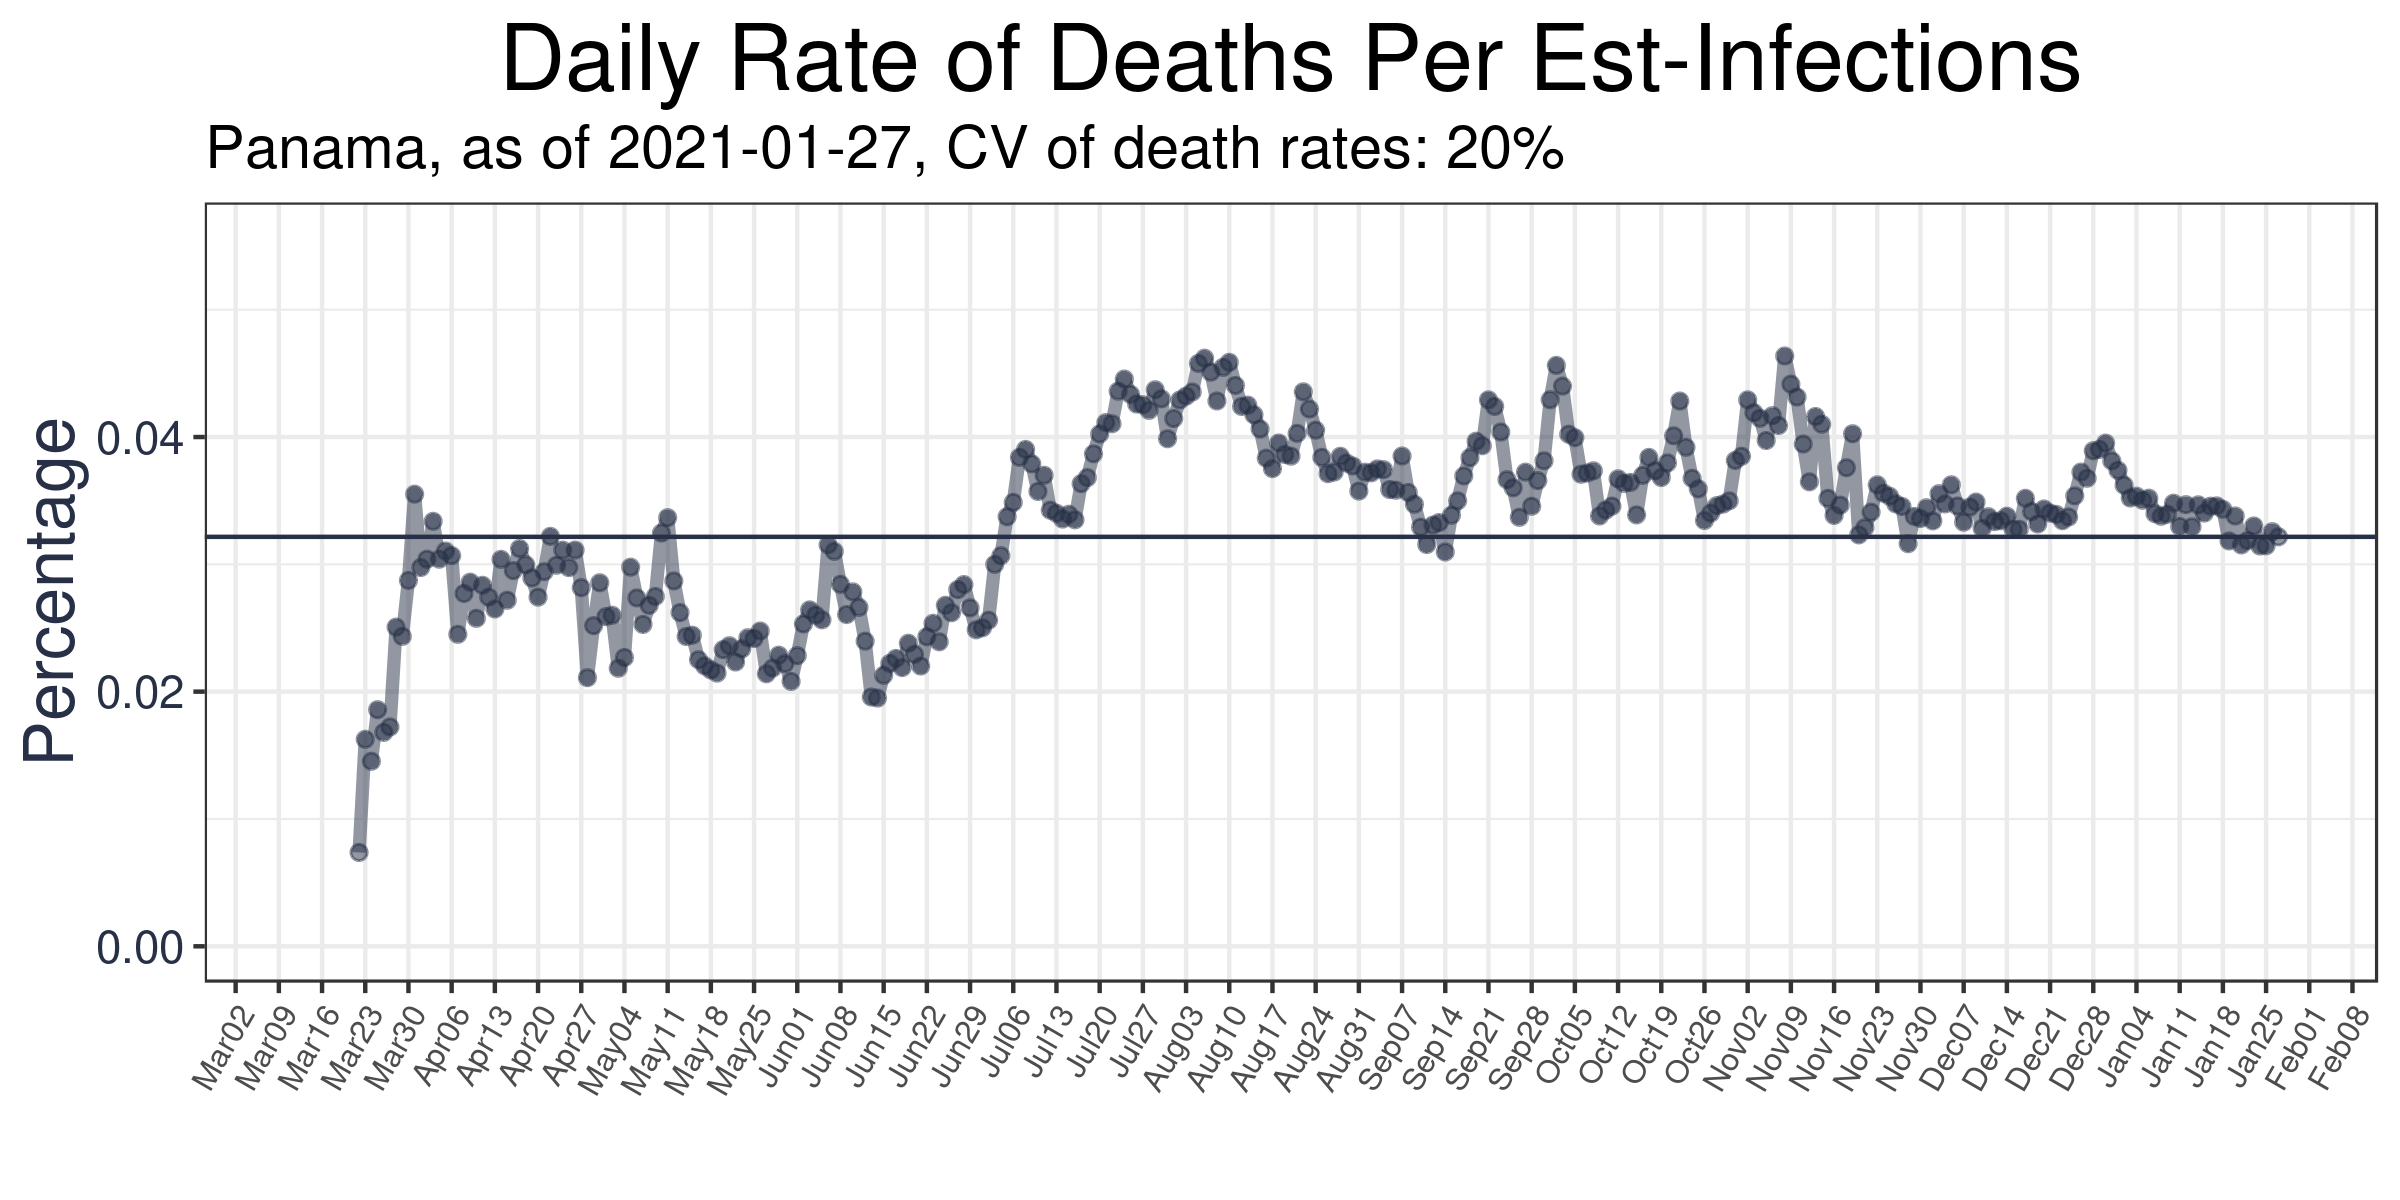 Daily Rate of Deaths Per Est-Infections
Panama, as of 2021-01-27, CV of death rates: 20%
Percentage
0.04
0.02
0.00
Mar02
Mar09
Mar16
Mar23
Mar30
Apr06
Apr13
Apr20
Apr27
May04
May11
May18
May25
Jun01
Jun08
Jun15
Jun22
Jun29
Jul06
Jul13
Jul20
Jul27
Aug03
Aug10
Aug17
Aug24
Aug31
Sep07
Sep14
Sep21
Sep28
Oct05
Oct12
Oct19
Oct26
Nov02
Nov09
Nov16
Nov23
Nov30
Dec07
Dec14
Dec21
Dec28
Jan04
Jan11
Jan18
Jan25
Feb01
Feb08